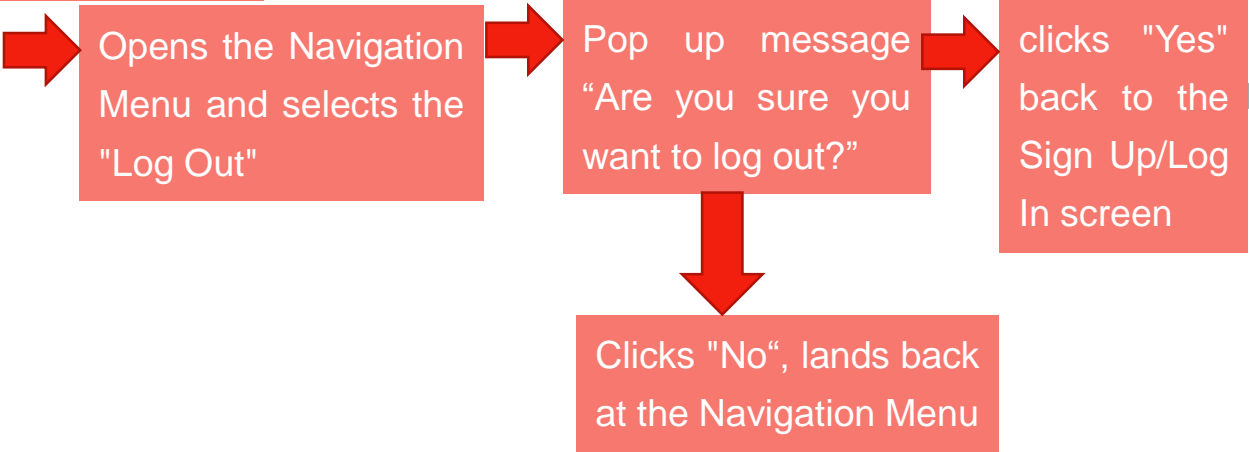 Opens the Navigation
Menu and selects the
"Log Out"
Pop up message
“Are you sure you
want to log out?”
clicks "Yes"
back to the
Sign Up/Log
In screen
Clicks "No“, lands back
at the Navigation Menu